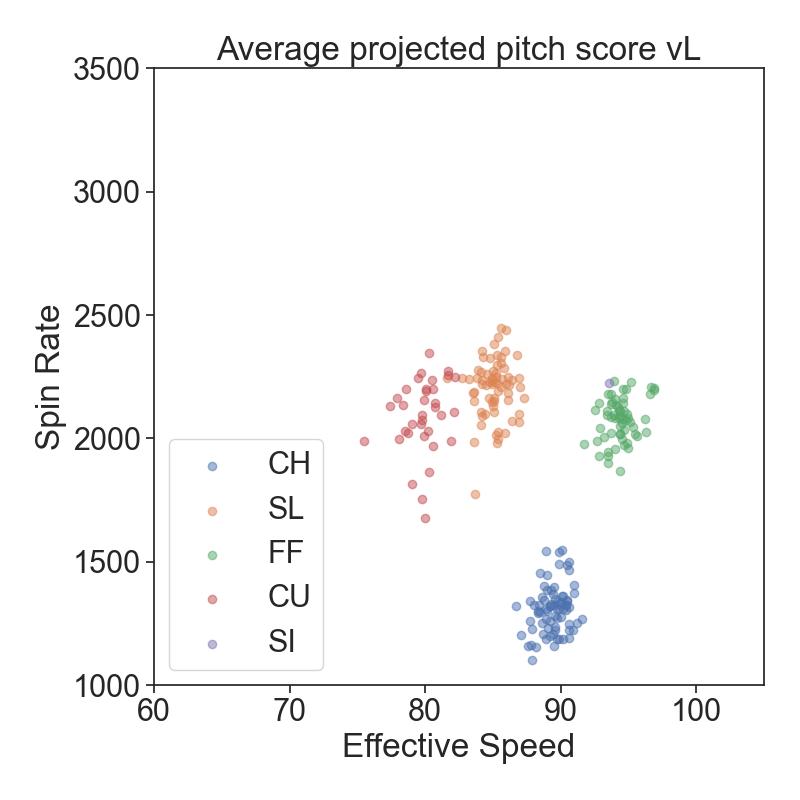 Average projected pitch score vL
Spin Rate
3500
3000
2500
2000
1500
1000
CH
SL
FF
CU
SI
60 70 80 90 100
Effective Speed